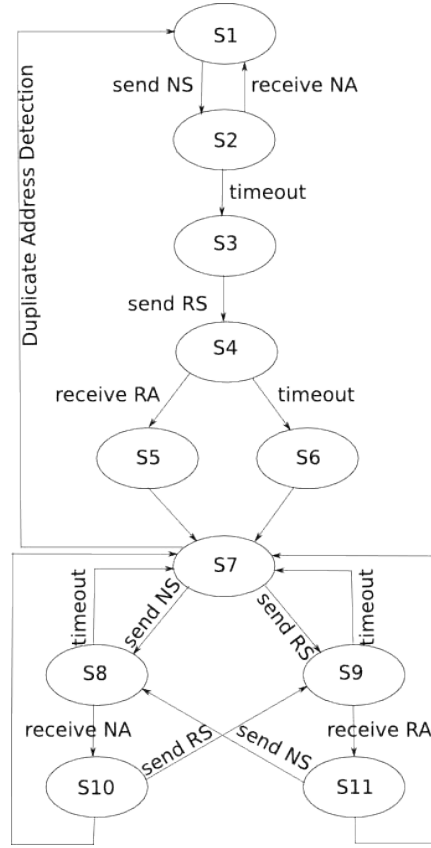 S1
send NS
receive NA
S2
timeout
S3
send RS
S4
receive RA
timeout
S5
S6
Duplicate Address Detection
S7
timeout
send NS
send RS
timeout
S8
S9
receive NA
send RS
send NS
receive RA
S10
S11